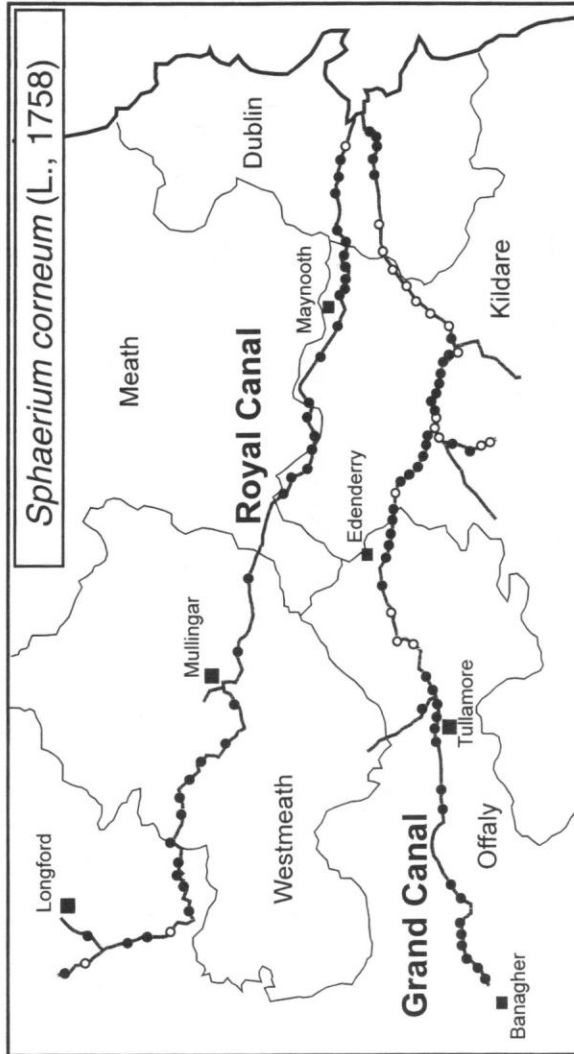 Sphaerium corneum (L., 1758)
Meath
Dublin
Longford
Mullingar
Royal Canal
Maynooth
Westmeath
Edenderry
Kildare
Grand Canal
Tullamore
Offaly
Banagher